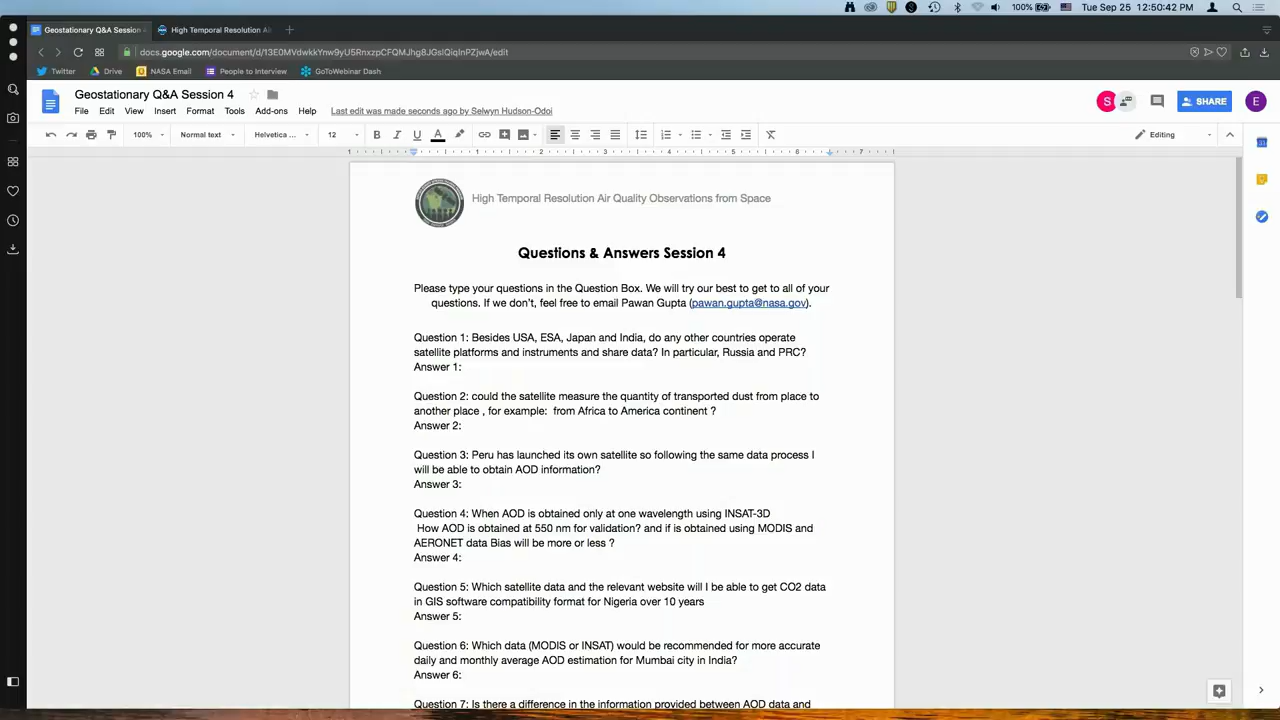 100% Tue Sep 25 12:50:42 PM
Geostationary Q&A Session 4
High Temporal Resolution Air
docs.google.com/document/d/13E0MVdwkkYnw9yU5RnxzpCFQMJhg8JGslQiqlnPZjwA/edit
Twitter Drive NASA Email People to Interview GoToWebinar Dash
Geostationary Q&A Session 4
File Edit View Insert Format Tools Add-ons Help Last edit was made seconds ago by Selwyn Hudson-Odoi
S SHARE E
100% Normal text Helvetica ... 12 B I U A Editing
1 1 2 3 4 5 6 7
High Temporal Resolution Air Quality Observations from Space
Questions & Answers Session 4
Please type your questions in the Question Box. We will try our best to get to all of your
questions. If we don't, feel free to email Pawan Gupta (pawan.gupta@nasa.gov).
Question 1: Besides USA, ESA, Japan and India, do any other countries operate
satellite platforms and instruments and share data? In particular, Russia and PRC?
Answer 1:
Question 2: could the satellite measure the quantity of transported dust from place to
another place , for example: from Africa to America continent ?
Answer 2:
Question 3: Peru has launched its own satellite so following the same data process I
will be able to obtain AOD information?
Answer 3:
Question 4: When AOD is obtained only at one wavelength using INSAT-3D
How AOD is obtained at 550 nm for validation? and if is obtained using MODIS and
AERONET data Bias will be more or less ?
Answer 4:
Question 5: Which satellite data and the relevant website will I be able to get CO2 data
in GIS software compatibility format for Nigeria over 10 years
Answer 5:
Question 6: Which data (MODIS or INSAT) would be recommended for more accurate
daily and monthly average AOD estimation for Mumbai city in India?
Answer 6:
Question 7: Is there a difference in the information provided between AOD data and